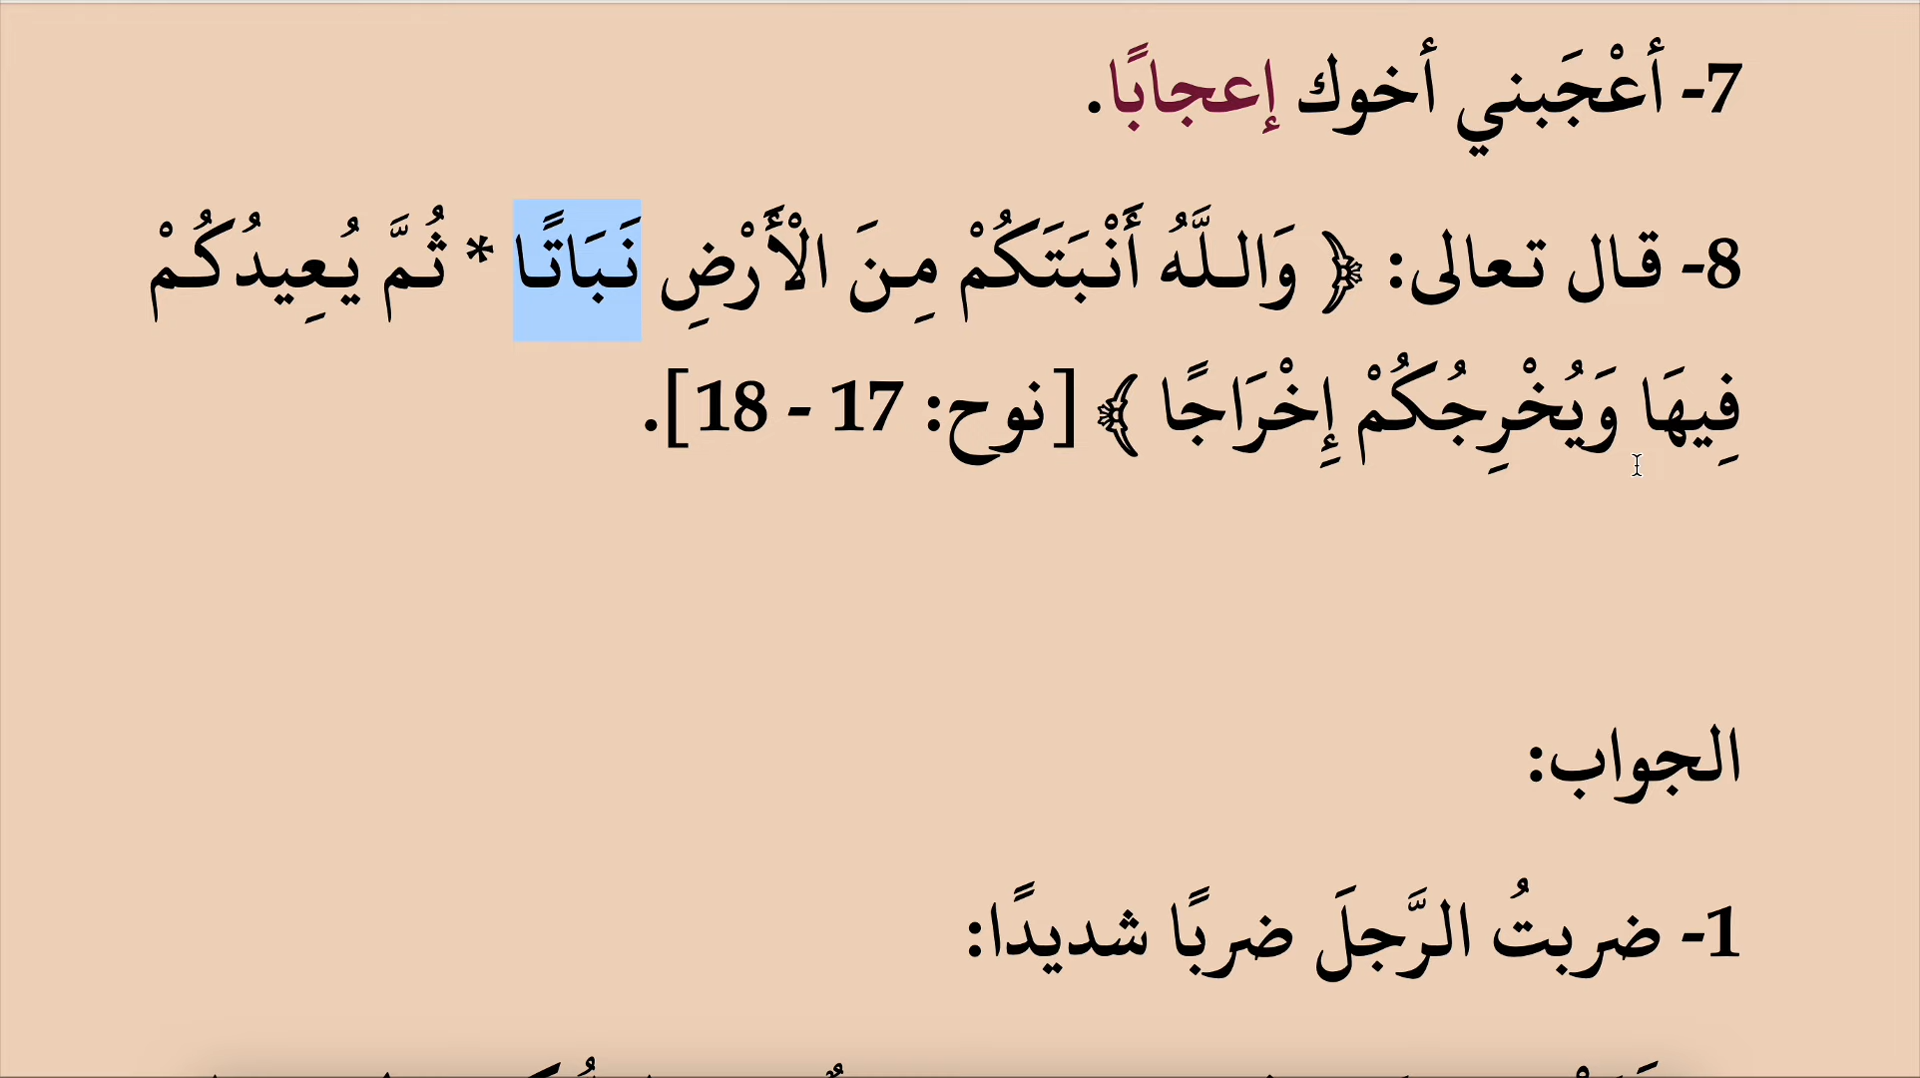 7- أعْجَبني أخوك إعجابًا.
8- قال تعالى: ﴿ وَاللَّهُ أَنْبَتَكُمْ مِنَ الْأَرْضِ نَبَاتًا * ثُمَّ يُعِيدُكُمْ
فِيهَا وَيُخْرِجُكُمْ إِخْرَاجًا ﴾ [نوح: 17 - 18].
الجواب:
1- ضربتُ الرَّجلَ ضربًا شديدًا: